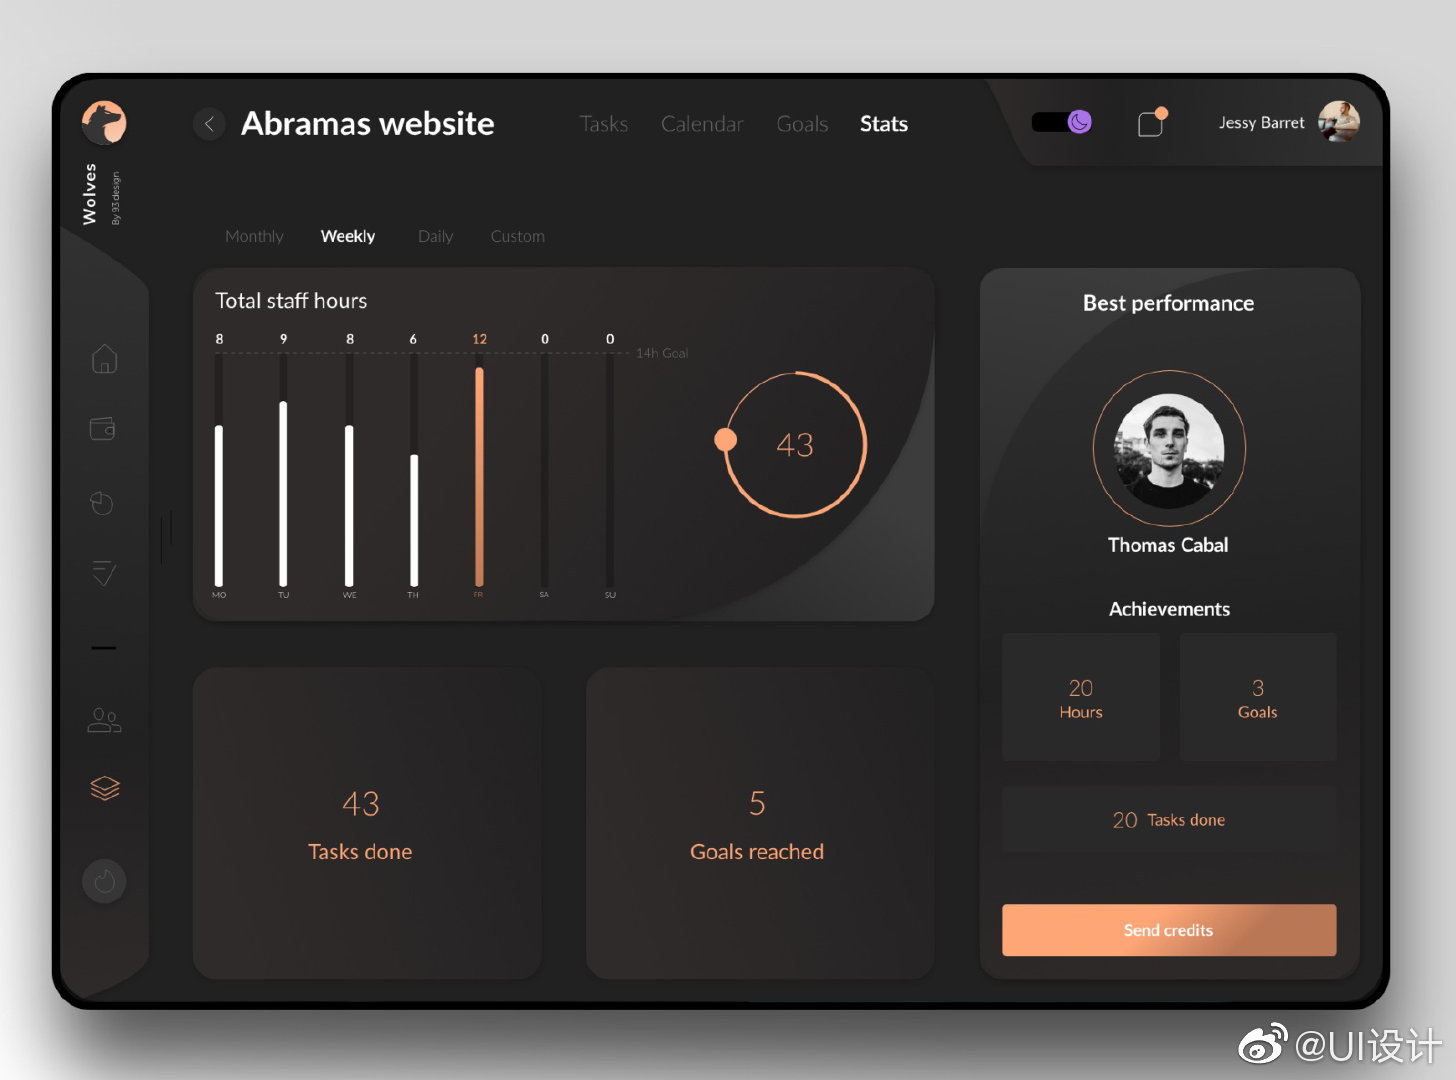 Wolves
By 93 design
Abramas website
Tasks
Calendar
Goals
Stats
Jessy Barret
Monthly
Weekly
Daily
Custom
Total staff hours
8 9 8 6 12 0 0
14h Goal
43
MO TU WE TH FR SA SU
43
Tasks done
5
Goals reached
Best performance
Thomas Cabal
Achievements
20
Hours
3
Goals
20 Tasks done
Send credits
@UI设计